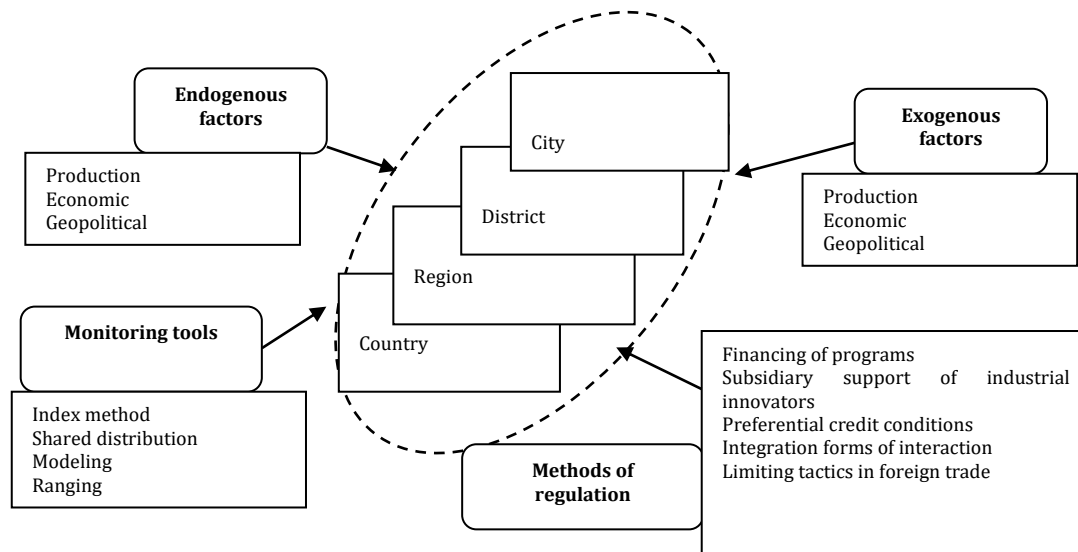 Endogenous
factors
Production
Economic
Geopolitical
City
District
Region
Country
Exogenous
factors
Production
Economic
Geopolitical
Monitoring tools
Index method
Shared distribution
Modeling
Ranging
Methods of
regulation
Financing of programs
Subsidiary support of industrial
innovators
Preferential credit conditions
Integration forms of interaction
Limiting tactics in foreign trade